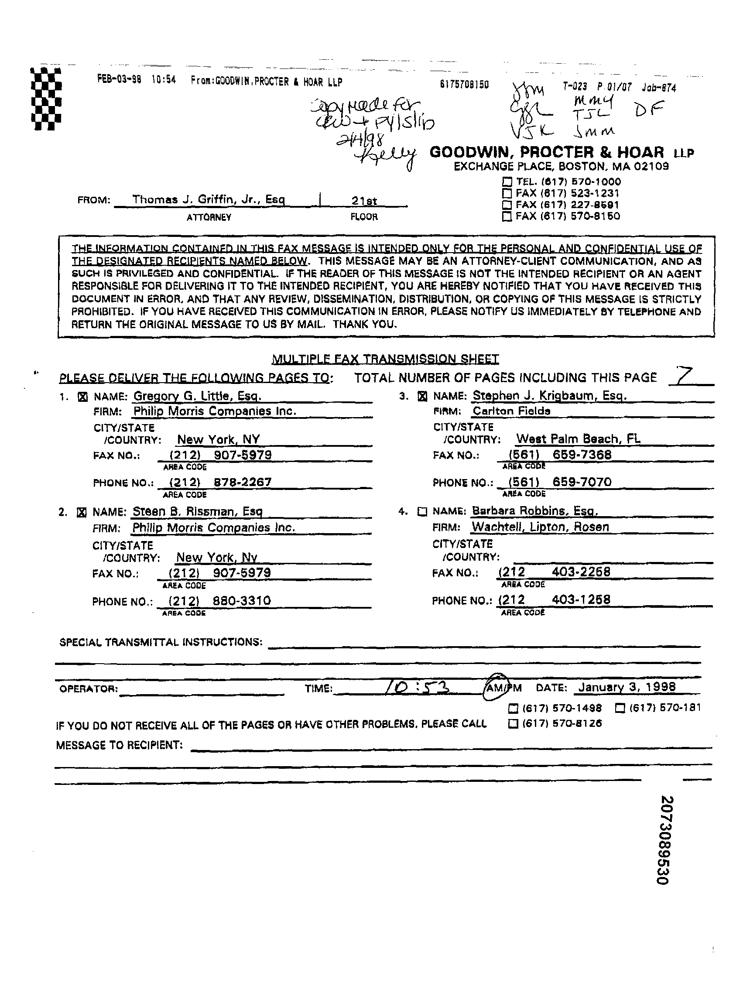 FEB-03-98 10:54 From:GOODWIN,PROCTER & HOAR LLP 6175708150 T-023 P.01/07 Job-874
Copy made for
2/4/98
Kelly
MMY
TJL DF
VJK JMM
GOODWIN, PROCTER & HOAR LLP
EXCHANGE PLACE, BOSTON, MA 02109
☐ TEL. (617) 570-1000
☐ FAX (617) 523-1231
☐ FAX (617) 227-8591
☐ FAX (617) 570-8150
FROM: Thomas J. Griffin, Jr., Esq 21st
ATTORNEY FLOOR
THE INFORMATION CONTAINED IN THIS FAX MESSAGE IS INTENDED ONLY FOR THE PERSONAL AND CONFIDENTIAL USE OF
THE DESIGNATED RECIPIENTS NAMED BELOW. THIS MESSAGE MAY BE AN ATTORNEY-CLIENT COMMUNICATION, AND AS
SUCH IS PRIVILEGED AND CONFIDENTIAL. IF THE READER OF THIS MESSAGE IS NOT THE INTENDED RECIPIENT OR AN AGENT
RESPONSIBLE FOR DELIVERING IT TO THE INTENDED RECIPIENT, YOU ARE HEREBY NOTIFIED THAT YOU HAVE RECEIVED THIS
DOCUMENT IN ERROR, AND THAT ANY REVIEW, DISSEMINATION, DISTRIBUTION, OR COPYING OF THIS MESSAGE IS STRICTLY
PROHIBITED. IF YOU HAVE RECEIVED THIS COMMUNICATION IN ERROR, PLEASE NOTIFY US IMMEDIATELY BY TELEPHONE AND
RETURN THE ORIGINAL MESSAGE TO US BY MAIL. THANK YOU.
MULTIPLE FAX TRANSMISSION SHEET
PLEASE DELIVER THE FOLLOWING PAGES TO: TOTAL NUMBER OF PAGES INCLUDING THIS PAGE 7
1. ☒ NAME: Gregory G. Little, Esq.
FIRM: Philip Morris Companies Inc.
CITY/STATE
/COUNTRY: New York, NY
FAX NO.: (212) 907-5979
AREA CODE
PHONE NO.: (212) 878-2267
AREA CODE
2. ☒ NAME: Steen B. Rissman, Esq
FIRM: Philip Morris Companies Inc.
CITY/STATE
/COUNTRY: New York, Ny
FAX NO.: (212) 907-5979
AREA CODE
PHONE NO.: (212) 880-3310
AREA CODE
3. ☒ NAME: Stephen J. Krigbaum, Esq.
FIRM: Carlton Fields
CITY/STATE
/COUNTRY: West Palm Beach, FL
FAX NO.: (561) 659-7368
AREA CODE
PHONE NO.: (561) 659-7070
AREA CODE
4. ☐ NAME: Barbara Robbins, Esq.
FIRM: Wachtell, Lipton, Rosen
CITY/STATE
/COUNTRY:
FAX NO.: (212 403-2268
AREA CODE
PHONE NO.: (212 403-1268
AREA CODE
SPECIAL TRANSMITTAL INSTRUCTIONS:
OPERATOR: TIME: 10:53 AM/PM DATE: January 3, 1998
☐ (617) 570-1498 ☐ (617) 570-181
IF YOU DO NOT RECEIVE ALL OF THE PAGES OR HAVE OTHER PROBLEMS, PLEASE CALL ☐ (617) 570-8126
MESSAGE TO RECIPIENT:
2073089530